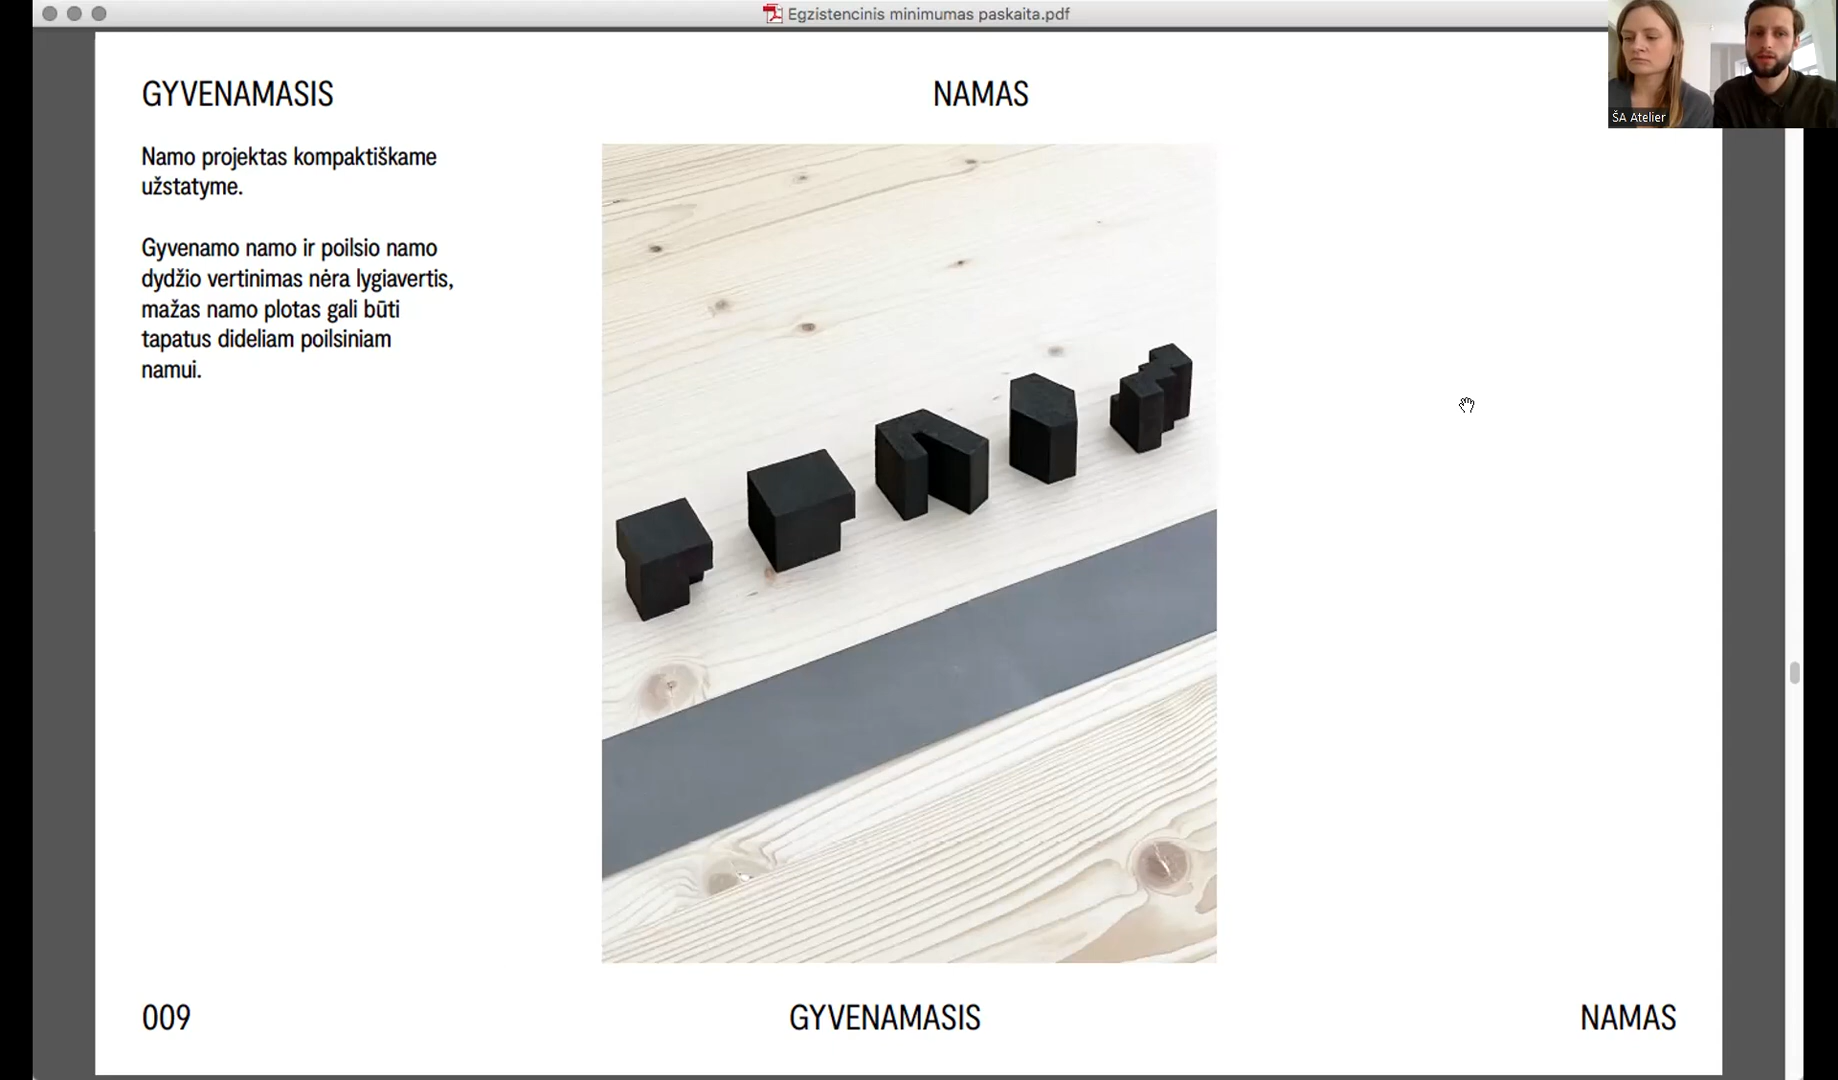 Egzistencinis minimumas paskaita.pdf
ŠA Atelier
GYVENAMASIS
NAMAS
Namo projektas kompaktiškame
užstatyme.
Gyvenamo namo ir poilsio namo
dydžio vertinimas nėra lygiavertis,
mažas namo plotas gali būti
tapatus dideliam poilsiniam
namui.
009
GYVENAMASIS
NAMAS